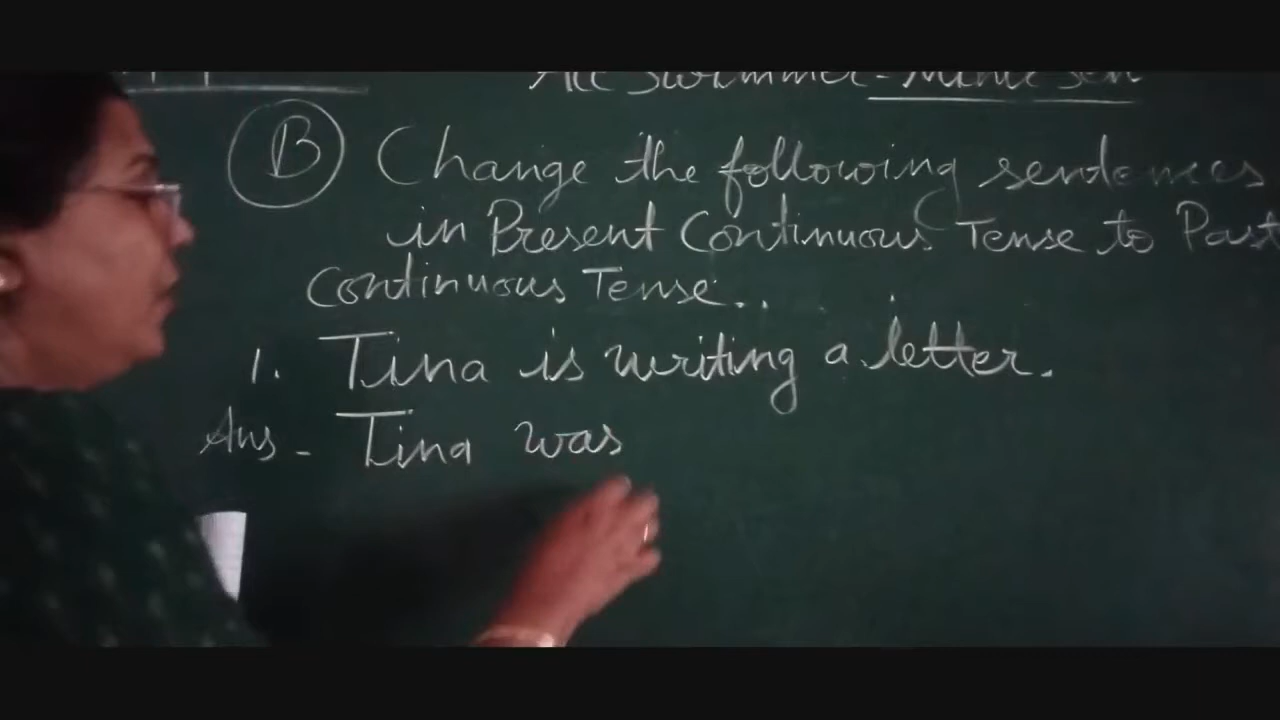 Ⓑ Change the following sentences
in Present Continuous Tense to Past
Continuous Tense..
1. Tina is writing a letter.
Ans - Tina was